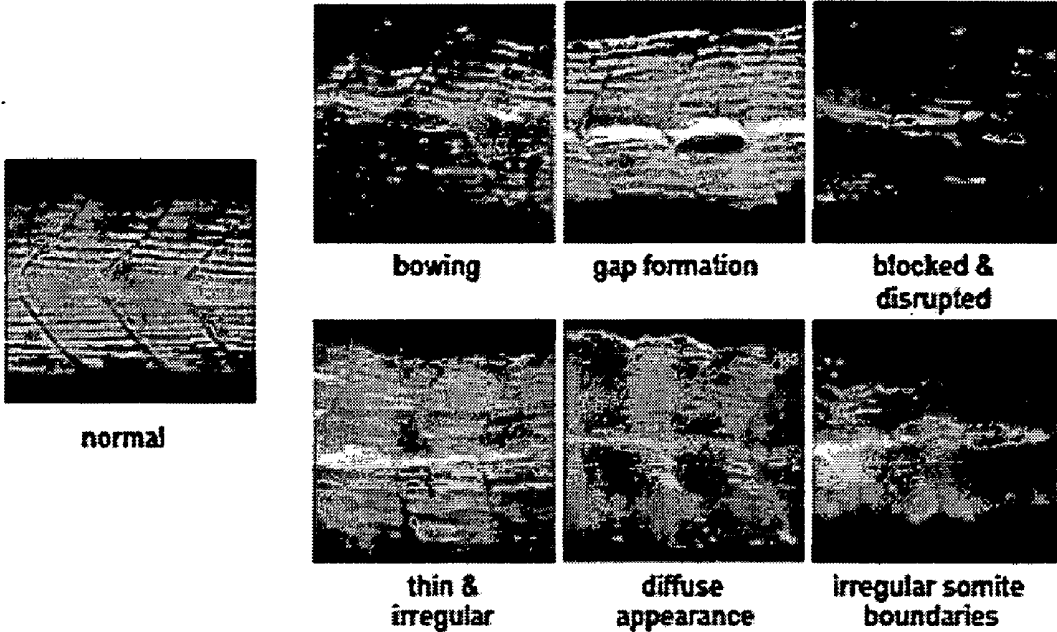 bowing
gap formation
blocked &
disrupted
normal
thin &
irregular
diffuse
appearance
irregular somite
boundaries